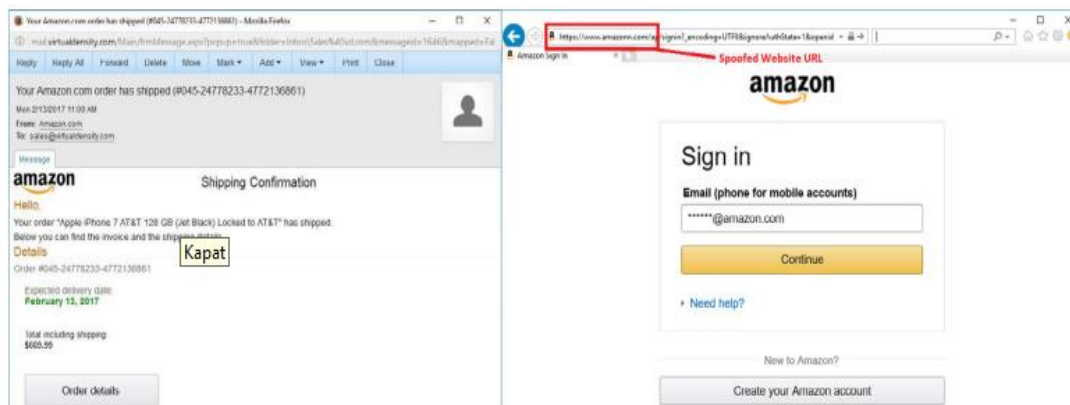 Your Amazon.com order has shipped (#045-24778233-4772136861) - Mozilla Firefox
Reply Reply All Forward Delete Move Mark Add View Print Close
Your Amazon.com order has shipped (#045-24778233-4772136861)
Mon 2/13/2017 11:03 AM
From: Amazon.com
To: sales@virtualdensity.com
Message
amazon
Shipping Confirmation
Hello,
Your order "Apple iPhone 7 AT&T 128 GB (Jet Black) Locked to AT&T" has shipped.
Below you can find the invoice and the shipping details.
Kapat
Details
Order #045-24778233-4772136861
Expected delivery date:
February 13, 2017
Total including shipping
$669.99
Order details
Amazon Sign In
Spoofed Website URL
amazon
Sign in
Email (phone for mobile accounts)
******@amazon.com
Continue
Need help?
New to Amazon?
Create your Amazon account